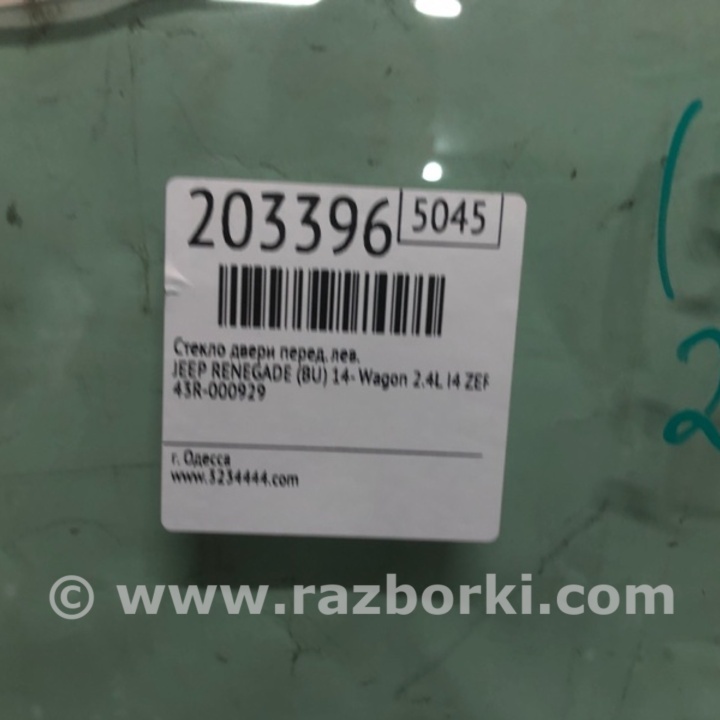 203396 5045
Стекло двери перед. лев.
JEEP RENEGADE (BU) 14- Wagon 2.4L I4 ZEF
43R-000929
г. Одесса
www.3234444.com
© www.razborki.com
(
2